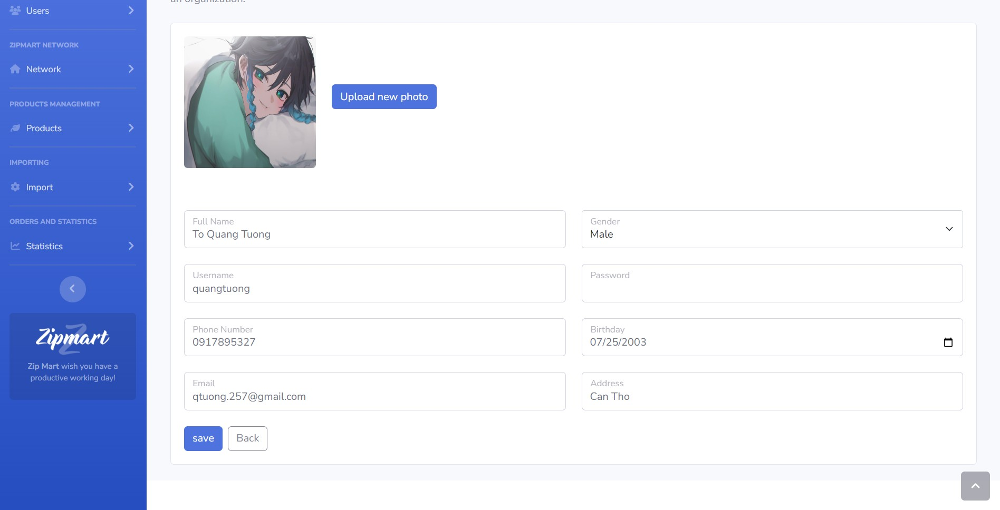 an organization.
Users
ZIPMART NETWORK
Network
PRODUCTS MANAGEMENT
Products
IMPORTING
Import
ORDERS AND STATISTICS
Statistics
Zipmart
Zip Mart wish you have a
productive working day!
Upload new photo
Full Name
To Quang Tuong
Gender
Male
Username
quangtuong
Password
Phone Number
0917895327
Birthday
07/25/2003
Email
qtuong.257@gmail.com
Address
Can Tho
save
Back